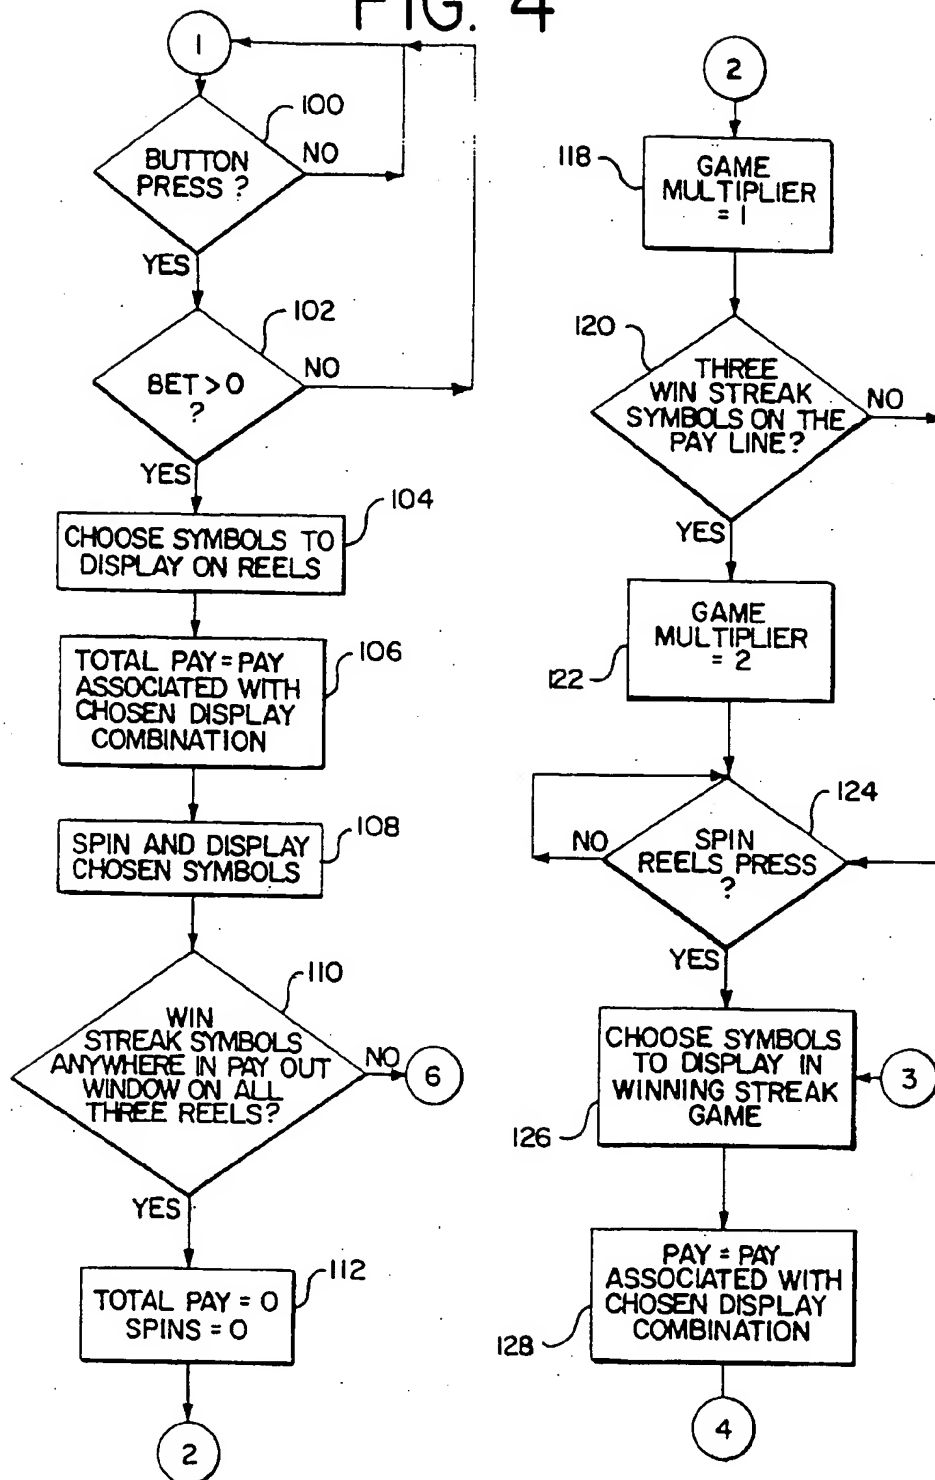 FIG. 4
1
100
BUTTON
PRESS ?
NO
YES
102
BET > 0
?
NO
YES
104
CHOOSE SYMBOLS TO
DISPLAY ON REELS
106
TOTAL PAY = PAY
ASSOCIATED WITH
CHOSEN DISPLAY
COMBINATION
108
SPIN AND DISPLAY
CHOSEN SYMBOLS
110
WIN
STREAK SYMBOLS
ANYWHERE IN PAY OUT
WINDOW ON ALL
THREE REELS?
NO
6
YES
112
TOTAL PAY = 0
SPINS = 0
2
2
118
GAME
MULTIPLIER
= 1
120
THREE
WIN STREAK
SYMBOLS ON THE
PAY LINE?
NO
YES
GAME
MULTIPLIER
= 2
122
124
SPIN
REELS PRESS
?
NO
YES
CHOOSE SYMBOLS
TO DISPLAY IN
WINNING STREAK
GAME
3
126
PAY = PAY
ASSOCIATED WITH
CHOSEN DISPLAY
COMBINATION
128
4